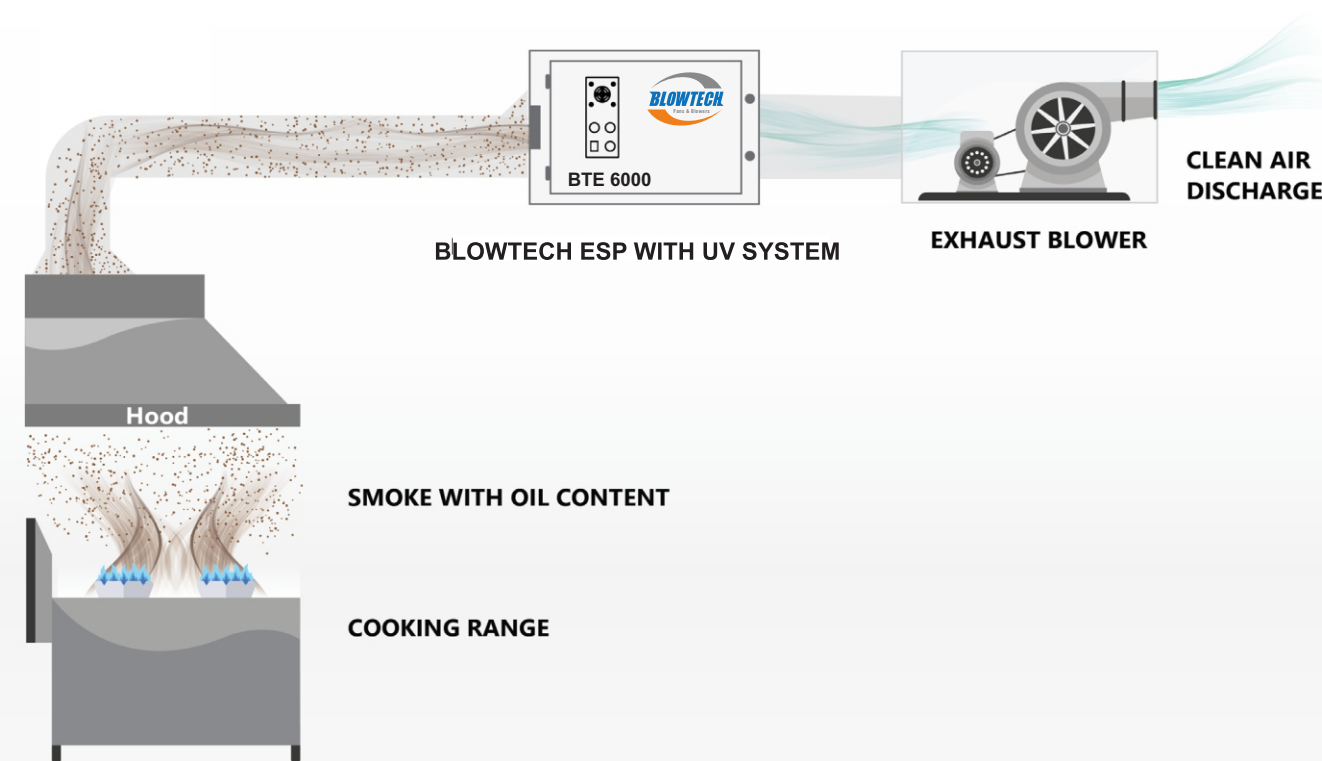 BLOWTECH
Fans & Blowers
BTE 6000
CLEAN AIR
DISCHARGE
BLOWTECH ESP WITH UV SYSTEM
EXHAUST BLOWER
Hood
SMOKE WITH OIL CONTENT
COOKING RANGE